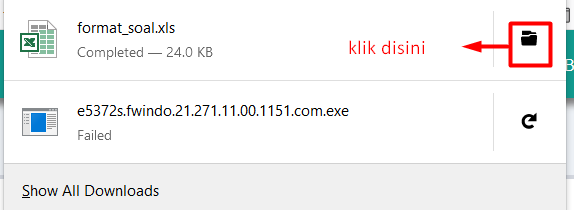 format_soal.xls
Completed — 24.0 KB
klik disini
e5372s.fwindo.21.271.11.00.1151.com.exe
Failed
Show All Downloads